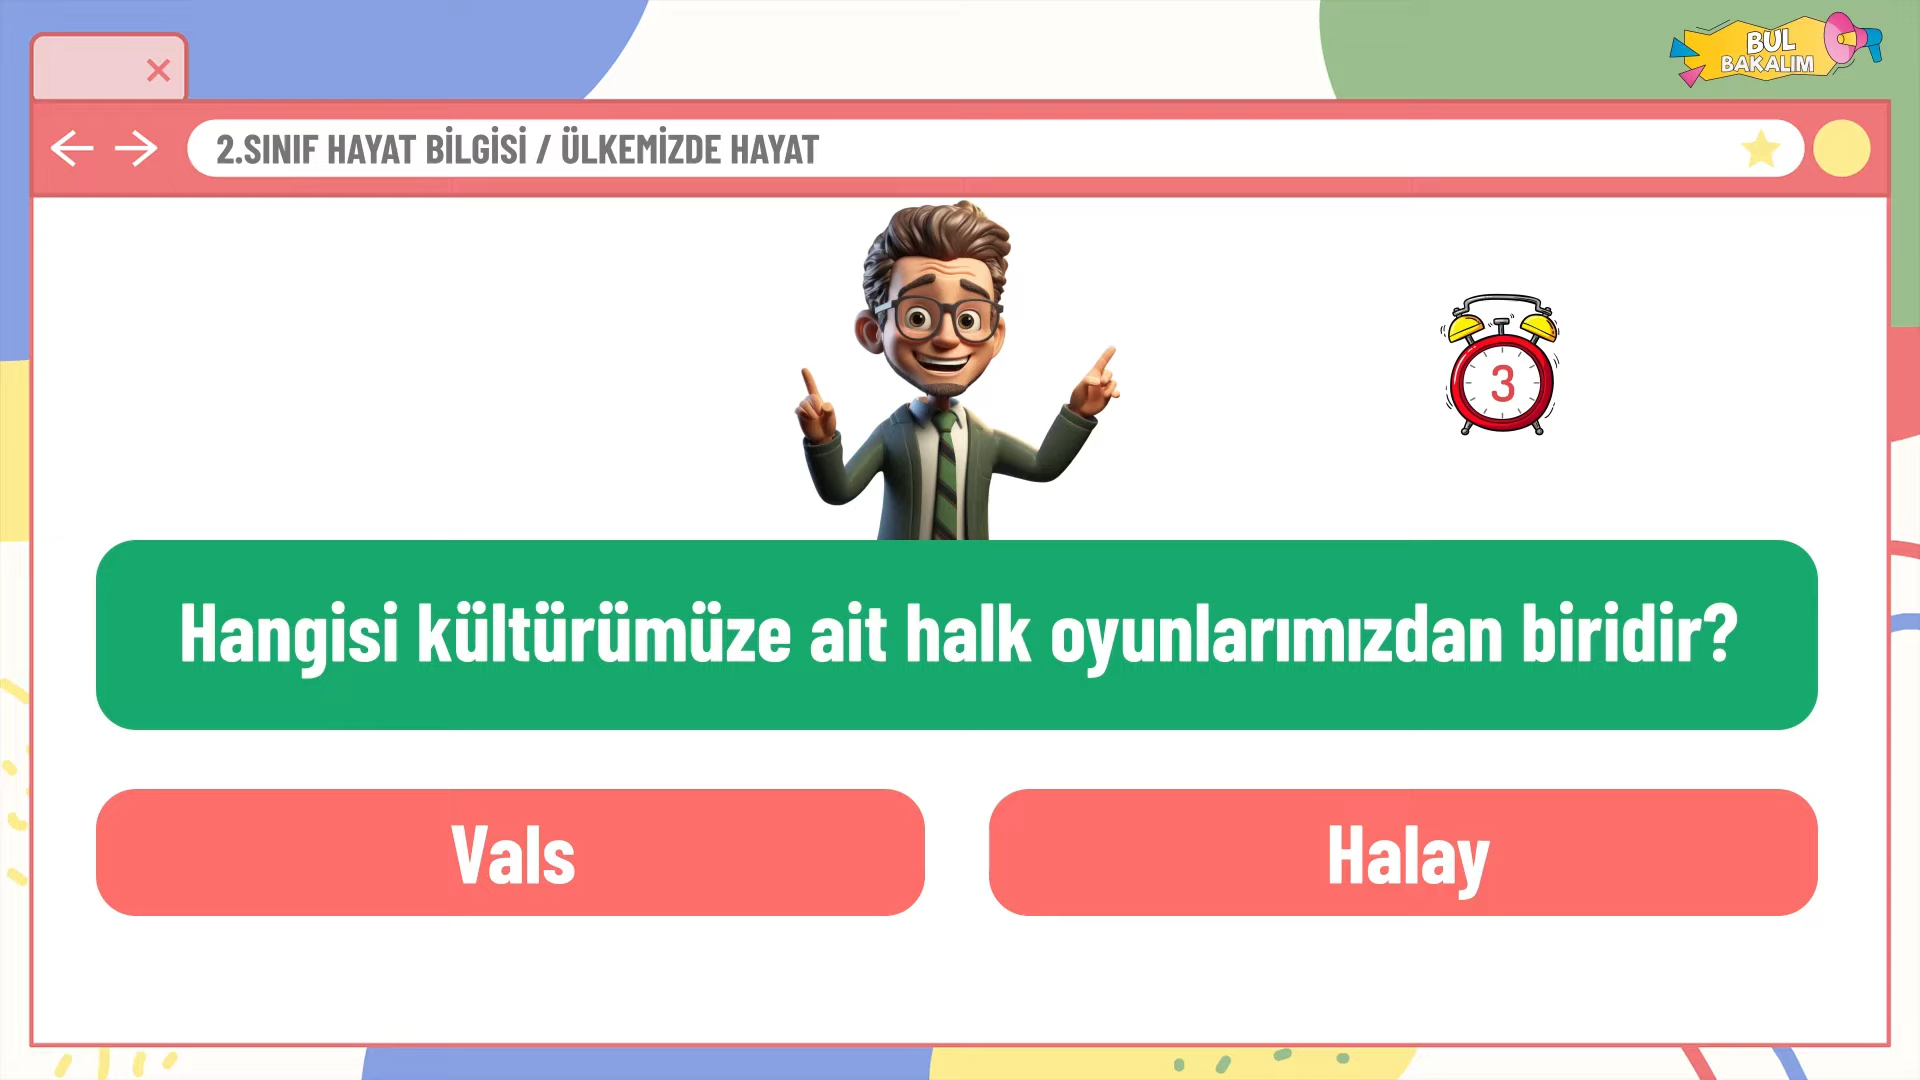 BUL
BAKALIM
2.SINIF HAYAT BİLGİSİ / ÜLKEMİZDE HAYAT
3
Hangisi kültürümüze ait halk oyunlarımızdan biridir?
Vals
Halay